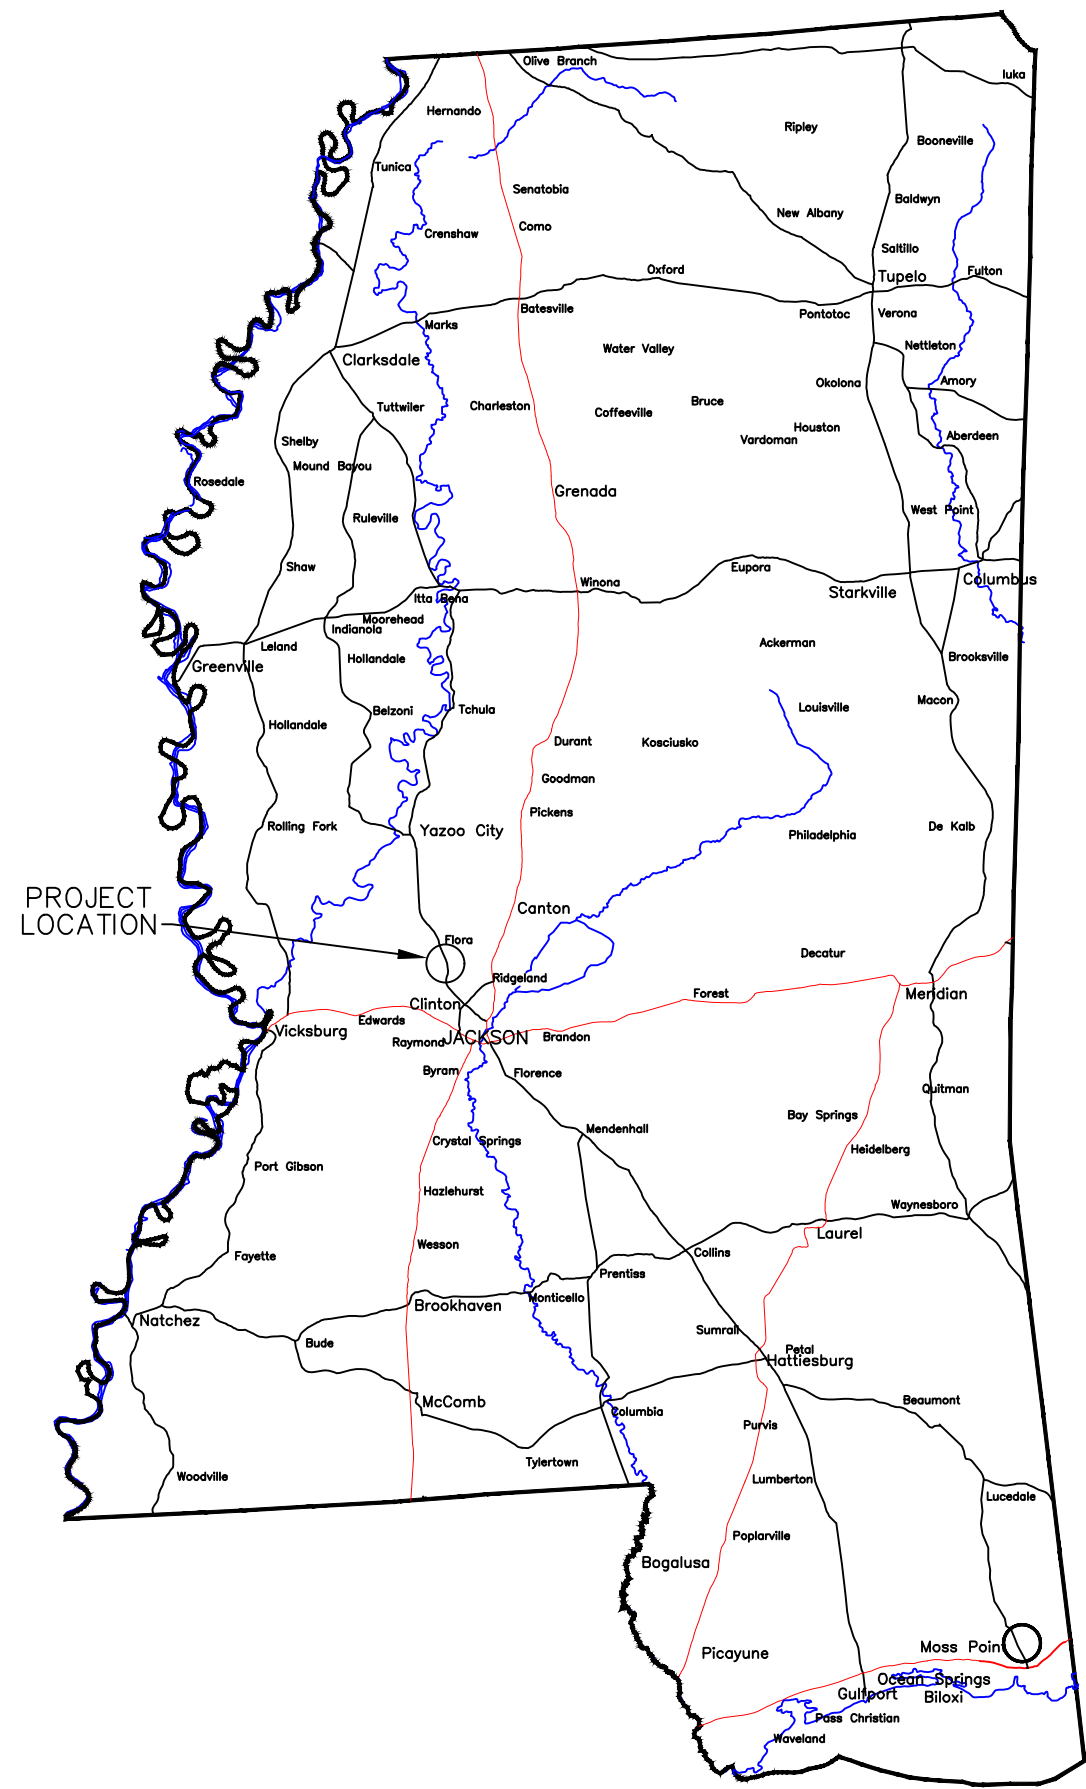 Olive Branch
Iuka
Hernando
Ripley
Booneville
Tunica
Senatobia
Baldwyn
New Albany
Como
Crenshaw
Saltillo
Oxford
Tupelo
Fulton
Batesville
Pontotoc
Verona
Marks
Nettleton
Water Valley
Clarksdale
Okolona
Amory
Bruce
Tuttwiler
Charleston
Coffeeville
Houston
Vardoman
Aberdeen
Shelby
Mound Bayou
Rosedale
Grenada
West Point
Ruleville
Shaw
Eupora
Winona
Columbus
Starkville
Itta Bena
Moorehead
Indianola
Ackerman
Leland
Hollandale
Brooksville
Greenville
Macon
Louisville
Belzoni
Tchula
Hollandale
Durant
Kosciusko
Goodman
Pickens
Rolling Fork
Yazoo City
Philadelphia
De Kalb
PROJECT
LOCATION
Canton
Flora
Decatur
Ridgeland
Forest
Meridian
Clinton
Edwards
Vicksburg
Raymond
JACKSON
Brandon
Byram
Florence
Quitman
Bay Springs
Mendenhall
Crystal Springs
Heidelberg
Port Gibson
Hazlehurst
Waynesboro
Laurel
Wesson
Collins
Fayette
Prentiss
Monticello
Brookhaven
Natchez
Sumrall
Bude
Petal
Hattiesburg
McComb
Beaumont
Columbia
Purvis
Tylertown
Woodville
Lumberton
Lucedale
Poplarville
Bogalusa
Moss Point
Picayune
Ocean Springs
Gulfport
Biloxi
Pass Christian
Waveland